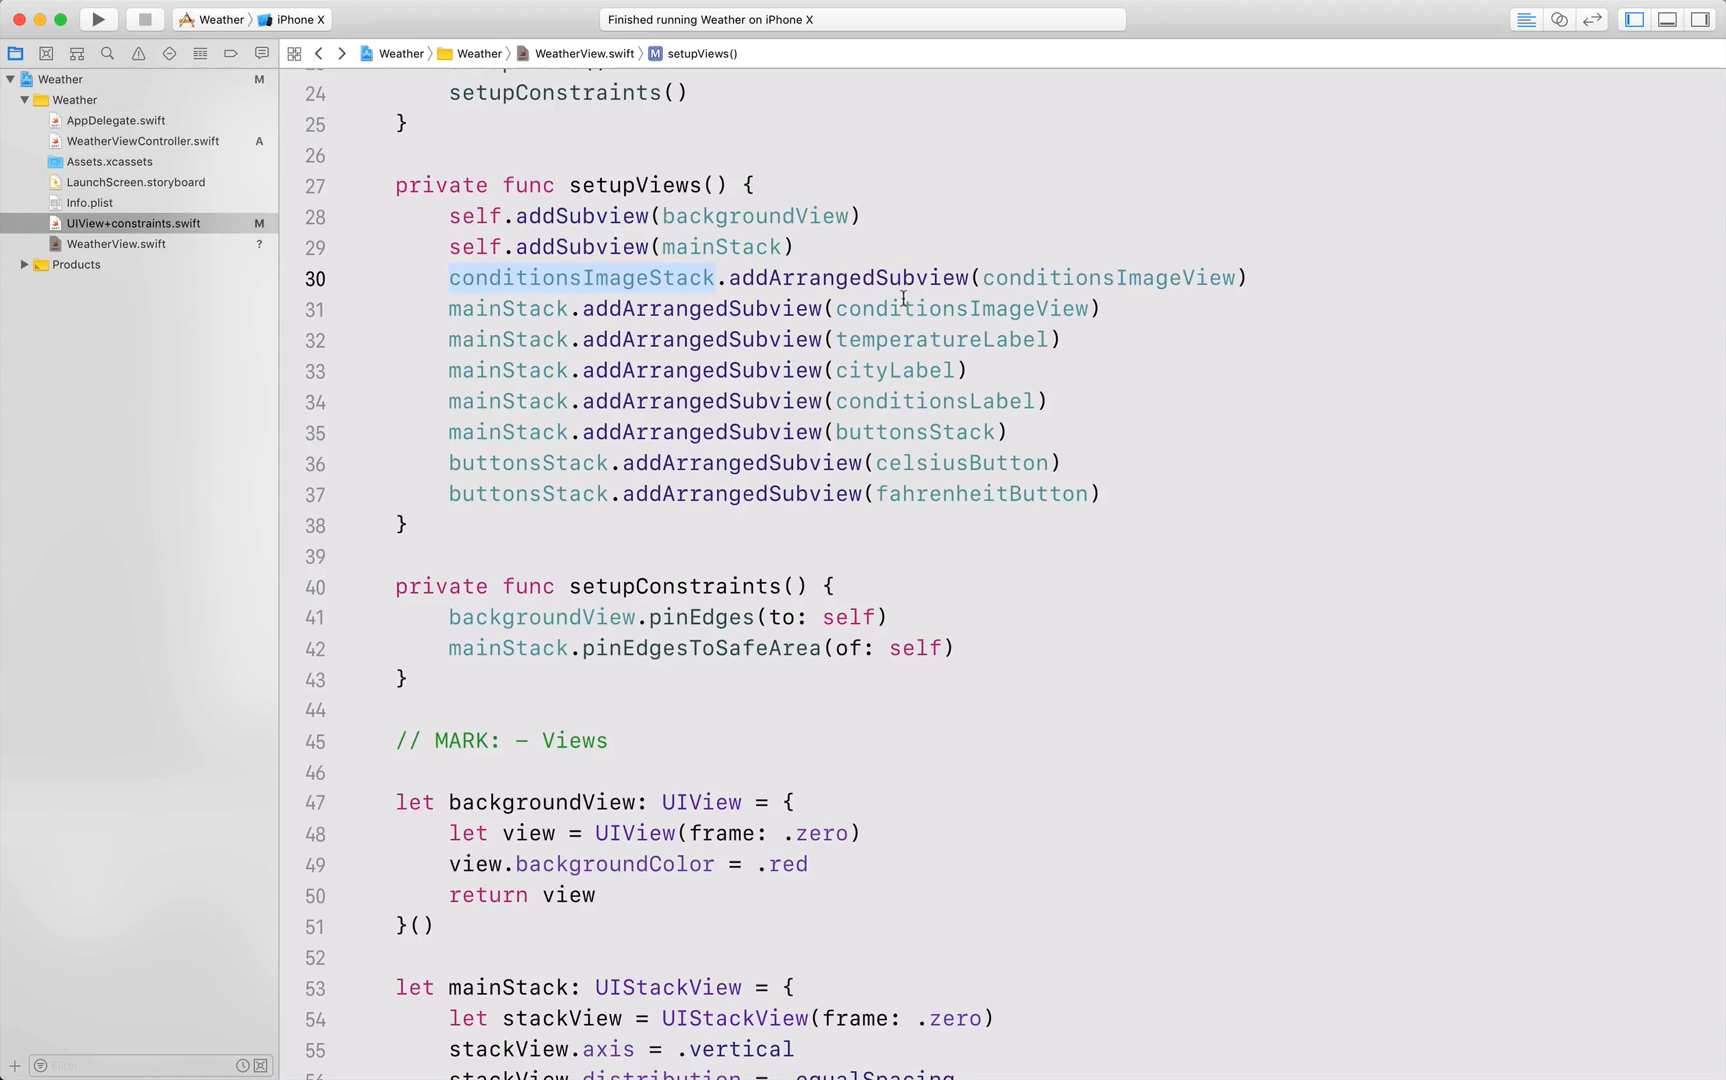 Weather
iPhone X
Finished running Weather on iPhone X
Weather
Weather
WeatherView.swift
M
setupViews()
Weather
M
Weather
AppDelegate.swift
WeatherViewController.swift
A
Assets.xcassets
LaunchScreen.storyboard
Info.plist
UIView+constraints.swift
M
WeatherView.swift
?
Products
24 setupConstraints()
25 }
26
27 private func setupViews() {
28 self.addSubview(backgroundView)
29 self.addSubview(mainStack)
30 conditionsImageStack.addArrangedSubview(conditionsImageView)
31 mainStack.addArrangedSubview(conditionsImageView)
32 mainStack.addArrangedSubview(temperatureLabel)
33 mainStack.addArrangedSubview(cityLabel)
34 mainStack.addArrangedSubview(conditionsLabel)
35 mainStack.addArrangedSubview(buttonsStack)
36 buttonsStack.addArrangedSubview(celsiusButton)
37 buttonsStack.addArrangedSubview(fahrenheitButton)
38 }
39
40 private func setupConstraints() {
41 backgroundView.pinEdges(to: self)
42 mainStack.pinEdgesToSafeArea(of: self)
43 }
44
45 // MARK: – Views
46
47 let backgroundView: UIView = {
48 let view = UIView(frame: .zero)
49 view.backgroundColor = .red
50 return view
51 }()
52
53 let mainStack: UIStackView = {
54 let stackView = UIStackView(frame: .zero)
55 stackView.axis = .vertical
stackView.distribution = .equalSpacing
Filter